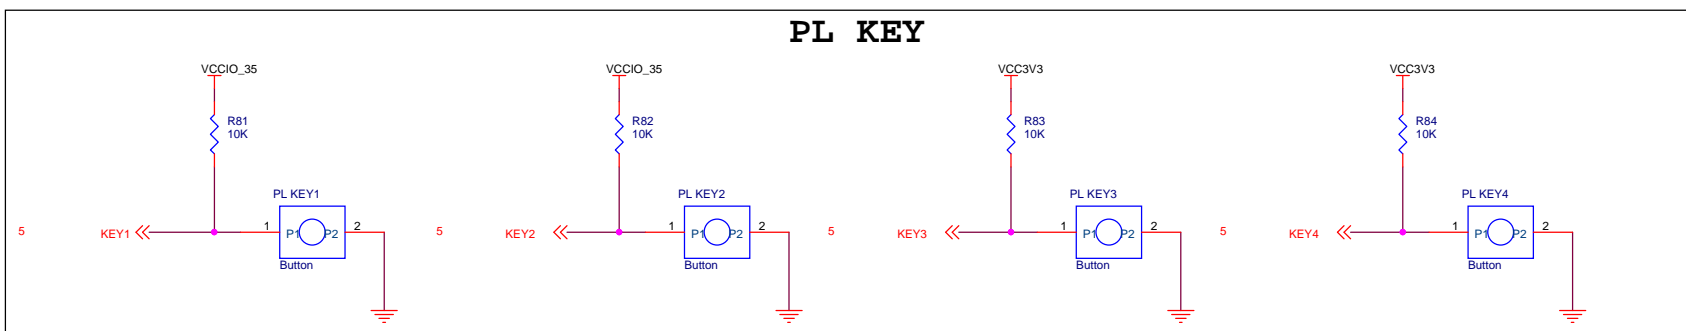 PL KEY
VCCIO_35
R81
10K
PL KEY1
5
KEY1
1
P1
P2
2
Button
VCCIO_35
R82
10K
PL KEY2
5
KEY2
1
P1
P2
2
Button
VCC3V3
R83
10K
PL KEY3
5
KEY3
1
P1
P2
2
Button
VCC3V3
R84
10K
PL KEY4
5
KEY4
1
P1
P2
2
Button